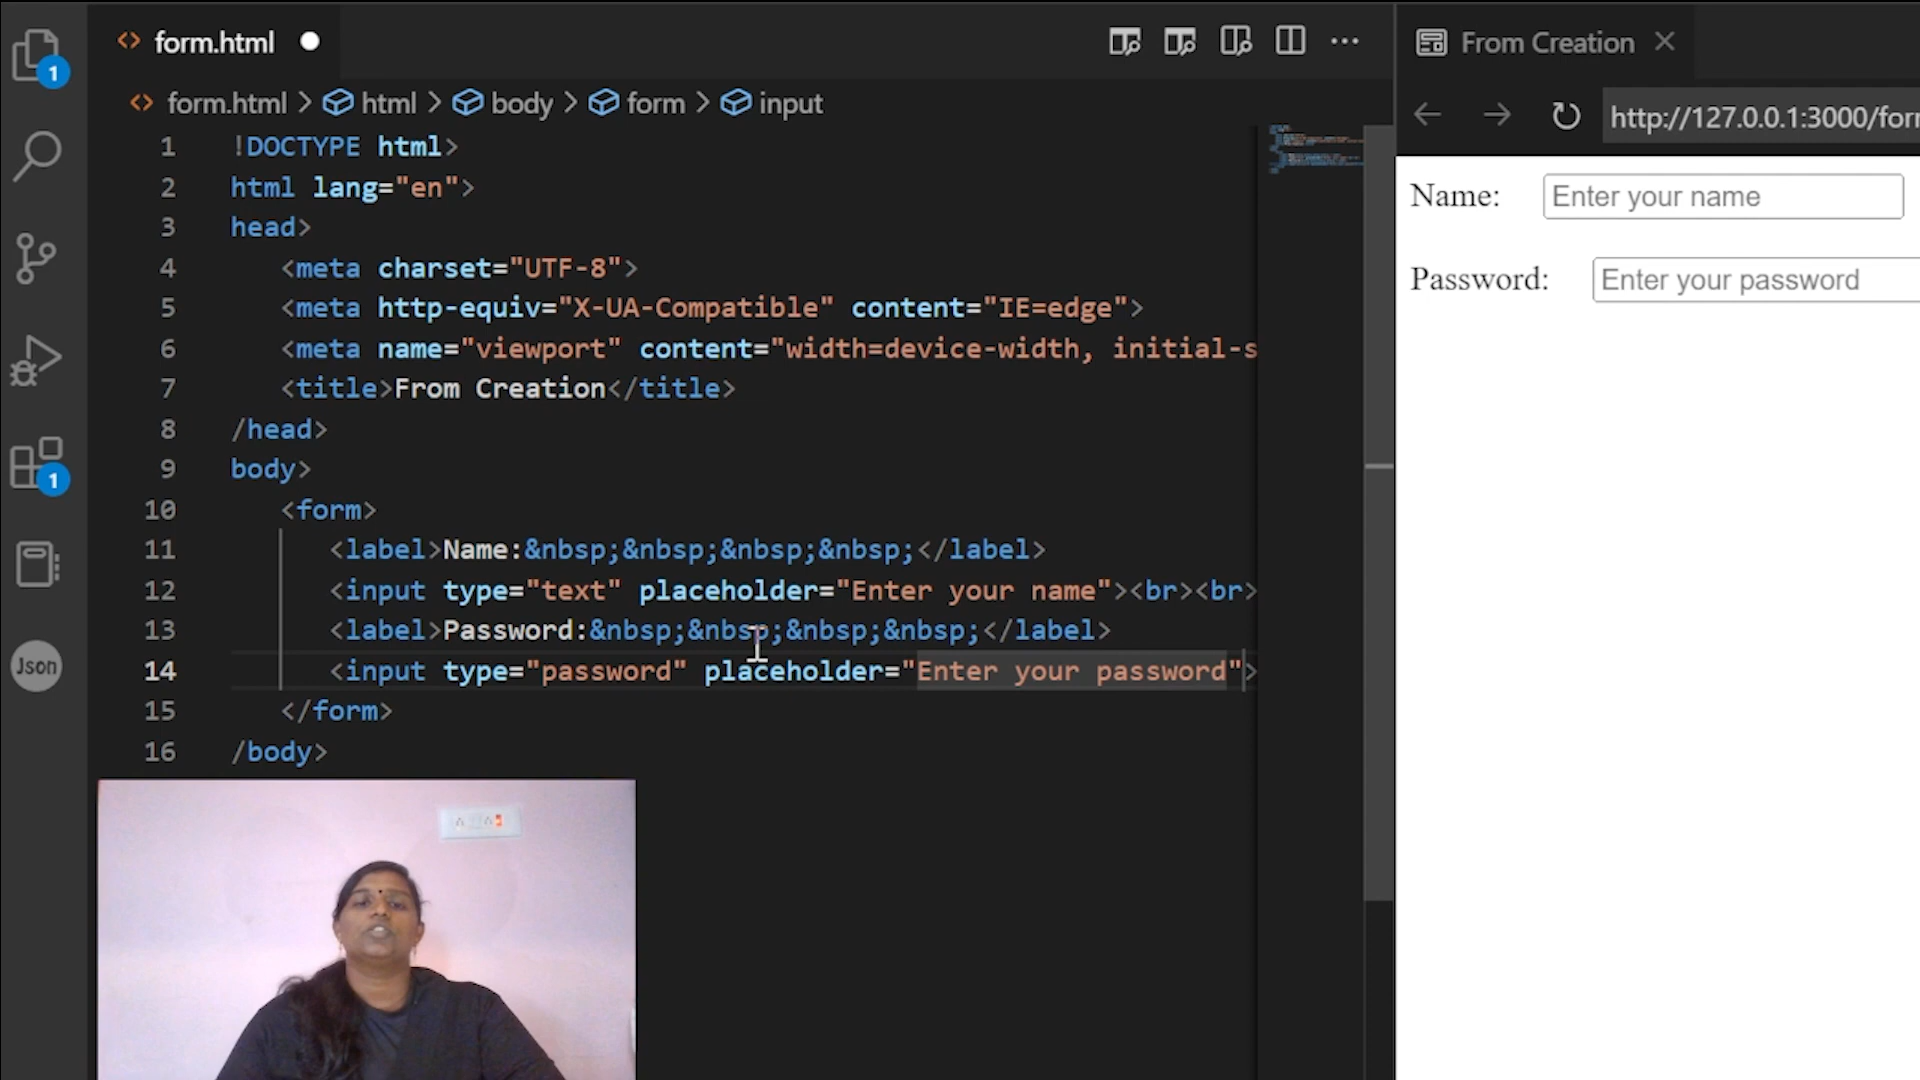 form.html
From Creation
form.html > html > body > form > input
http://127.0.0.1:3000/forr
1
1 !DOCTYPE html>
2 html lang="en">
3 head>
4 <meta charset="UTF-8">
5 <meta http-equiv="X-UA-Compatible" content="IE=edge">
6 <meta name="viewport" content="width=device-width, initial-s
7 <title>From Creation</title>
8 /head>
9 body>
1
10 <form>
11 <label>Name:&nbsp;&nbsp;&nbsp;&nbsp;</label>
12 <input type="text" placeholder="Enter your name"><br><br>
13 <label>Password:&nbsp;&nbsp;&nbsp;&nbsp;</label>
14 <input type="password" placeholder="Enter your password">
15 </form>
16 /body>
Json
Name: Enter your name
Password: Enter your password